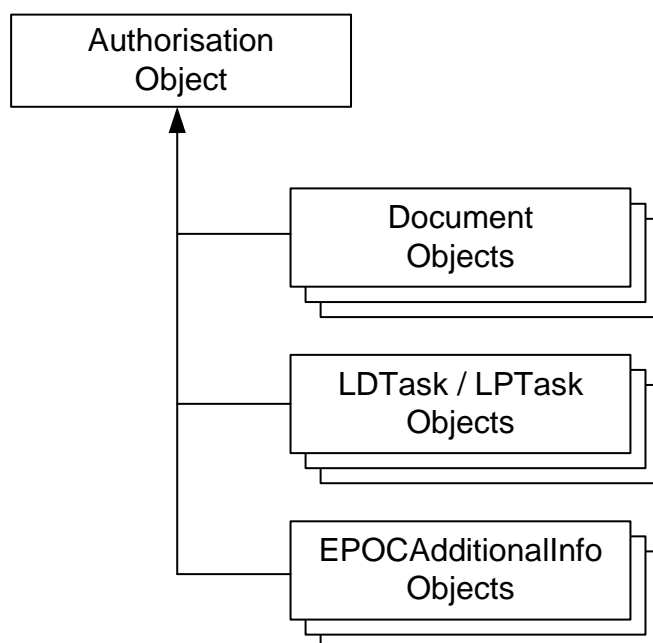 Authorisation
Object
Document
Objects
LDTask / LPTask
Objects
EPOCAdditionalInfo
Objects